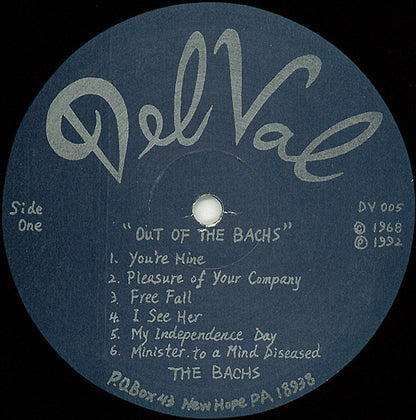 Del Val
Side
One
DV 005
Ⓟ 1968
© 1992
"OUT OF THE BACHS"
1. You're Mine
2. Pleasure of Your Company
3. Free Fall
4. I See Her
5. My Independence Day
6. Minister to a Mind Diseased
THE BACHS
P.O. Box 43 New Hope PA, 18938